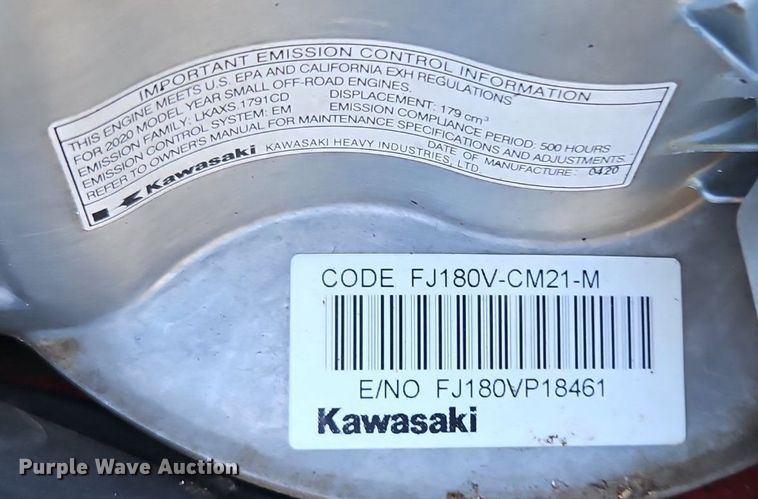 IMPORTANT EMISSION CONTROL INFORMATION
THIS ENGINE MEETS U.S. EPA AND CALIFORNIA EXH REGULATIONS
FOR 2020 MODEL YEAR SMALL OFF-ROAD ENGINES.
EMISSION FAMILY: LKAXS.1791CD DISPLACEMENT: 179 cm³
EMISSION CONTROL SYSTEM: EM EMISSION COMPLIANCE PERIOD: 500 HOURS
REFER TO OWNER'S MANUAL FOR MAINTENANCE SPECIFICATIONS AND ADJUSTMENTS.
Kawasaki KAWASAKI HEAVY INDUSTRIES, LTD. DATE OF MANUFACTURE: 0420
CODE FJ180V-CM21-M
E/NO FJ180VP18461
Kawasaki
Purple Wave Auction